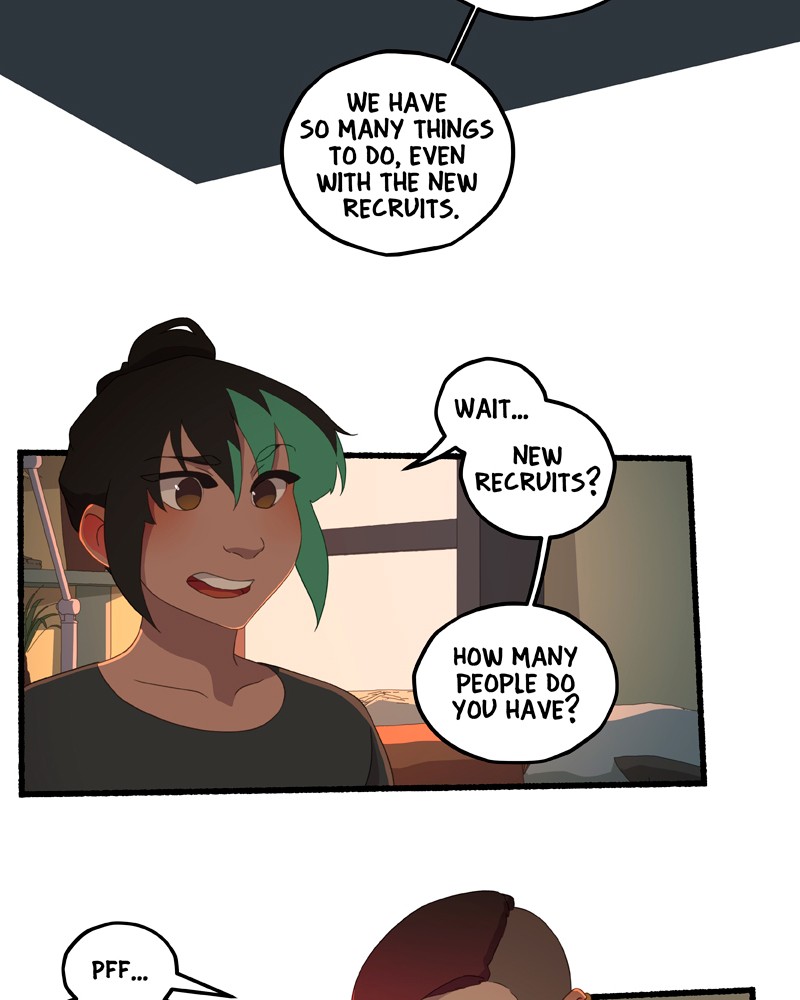 WE HAVE
SO MANY THINGS
TO DO, EVEN
WITH THE NEW
RECRUITS.
WAIT...
NEW
RECRUITS?
HOW MANY
PEOPLE DO
YOU HAVE?
PFF...